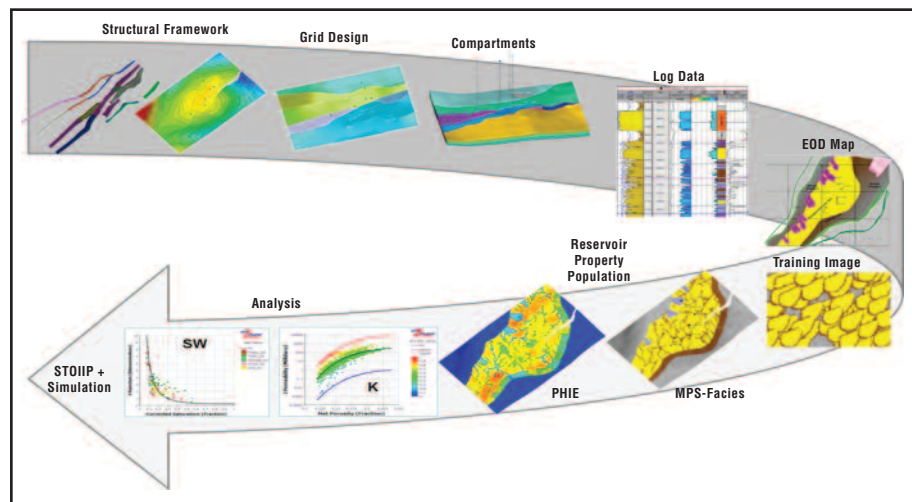 Structural Framework
Grid Design
Compartments
Log Data
EOD Map
Training Image
Reservoir
Property
Population
MPS-Facies
PHIE
Analysis
K
SW
STOIIP +
Simulation